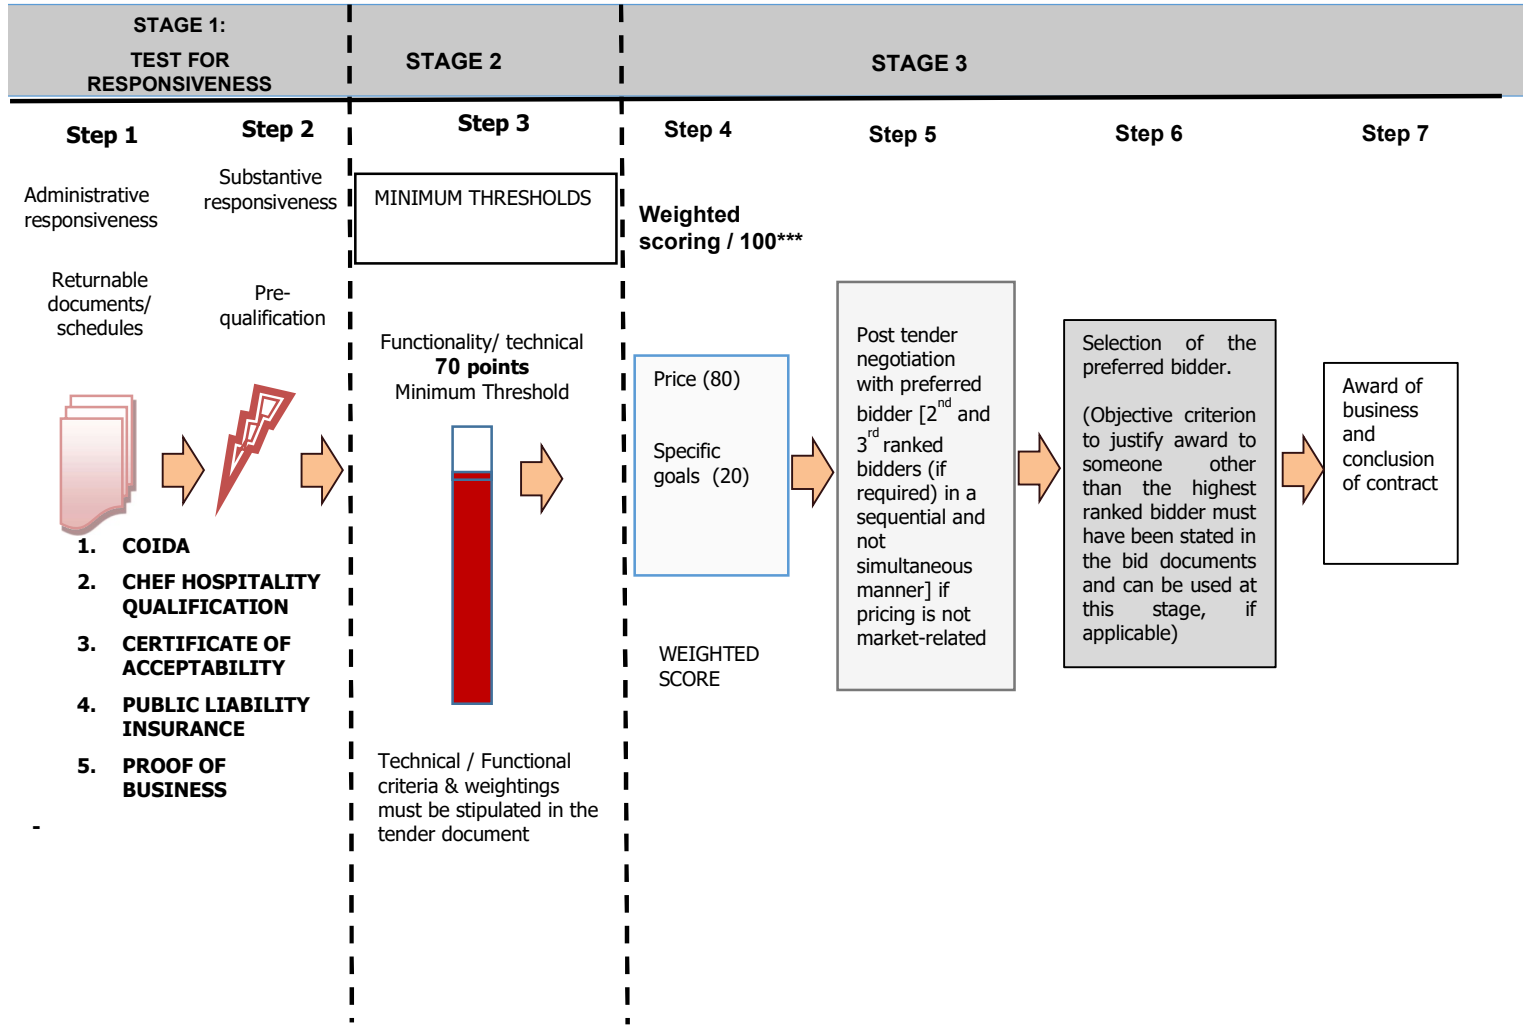 STAGE 1:
TEST FOR
RESPONSIVENESS
STAGE 2
STAGE 3
Step 1
Administrative
responsiveness
Returnable
documents/
schedules
Step 2
Substantive
responsiveness
Pre-
qualification
1. COIDA
2. CHEF HOSPITALITY
QUALIFICATION
3. CERTIFICATE OF
ACCEPTABILITY
4. PUBLIC LIABILITY
INSURANCE
5. PROOF OF
BUSINESS
-
Step 3
MINIMUM THRESHOLDS
Functionality/ technical
70 points
Minimum Threshold
Technical / Functional
criteria & weightings
must be stipulated in the
tender document
Step 4
Weighted
scoring / 100***
Price (80)
Specific
goals (20)
WEIGHTED
SCORE
Step 5
Post tender
negotiation
with preferred
bidder [2nd and
3rd ranked
bidders (if
required) in a
sequential and
not
simultaneous
manner] if
pricing is not
market-related
Step 6
Selection of the
preferred bidder.
(Objective criterion
to justify award to
someone other
than the highest
ranked bidder must
have been stated in
the bid documents
and can be used at
this stage, if
applicable)
Step 7
Award of
business
and
conclusion
of contract